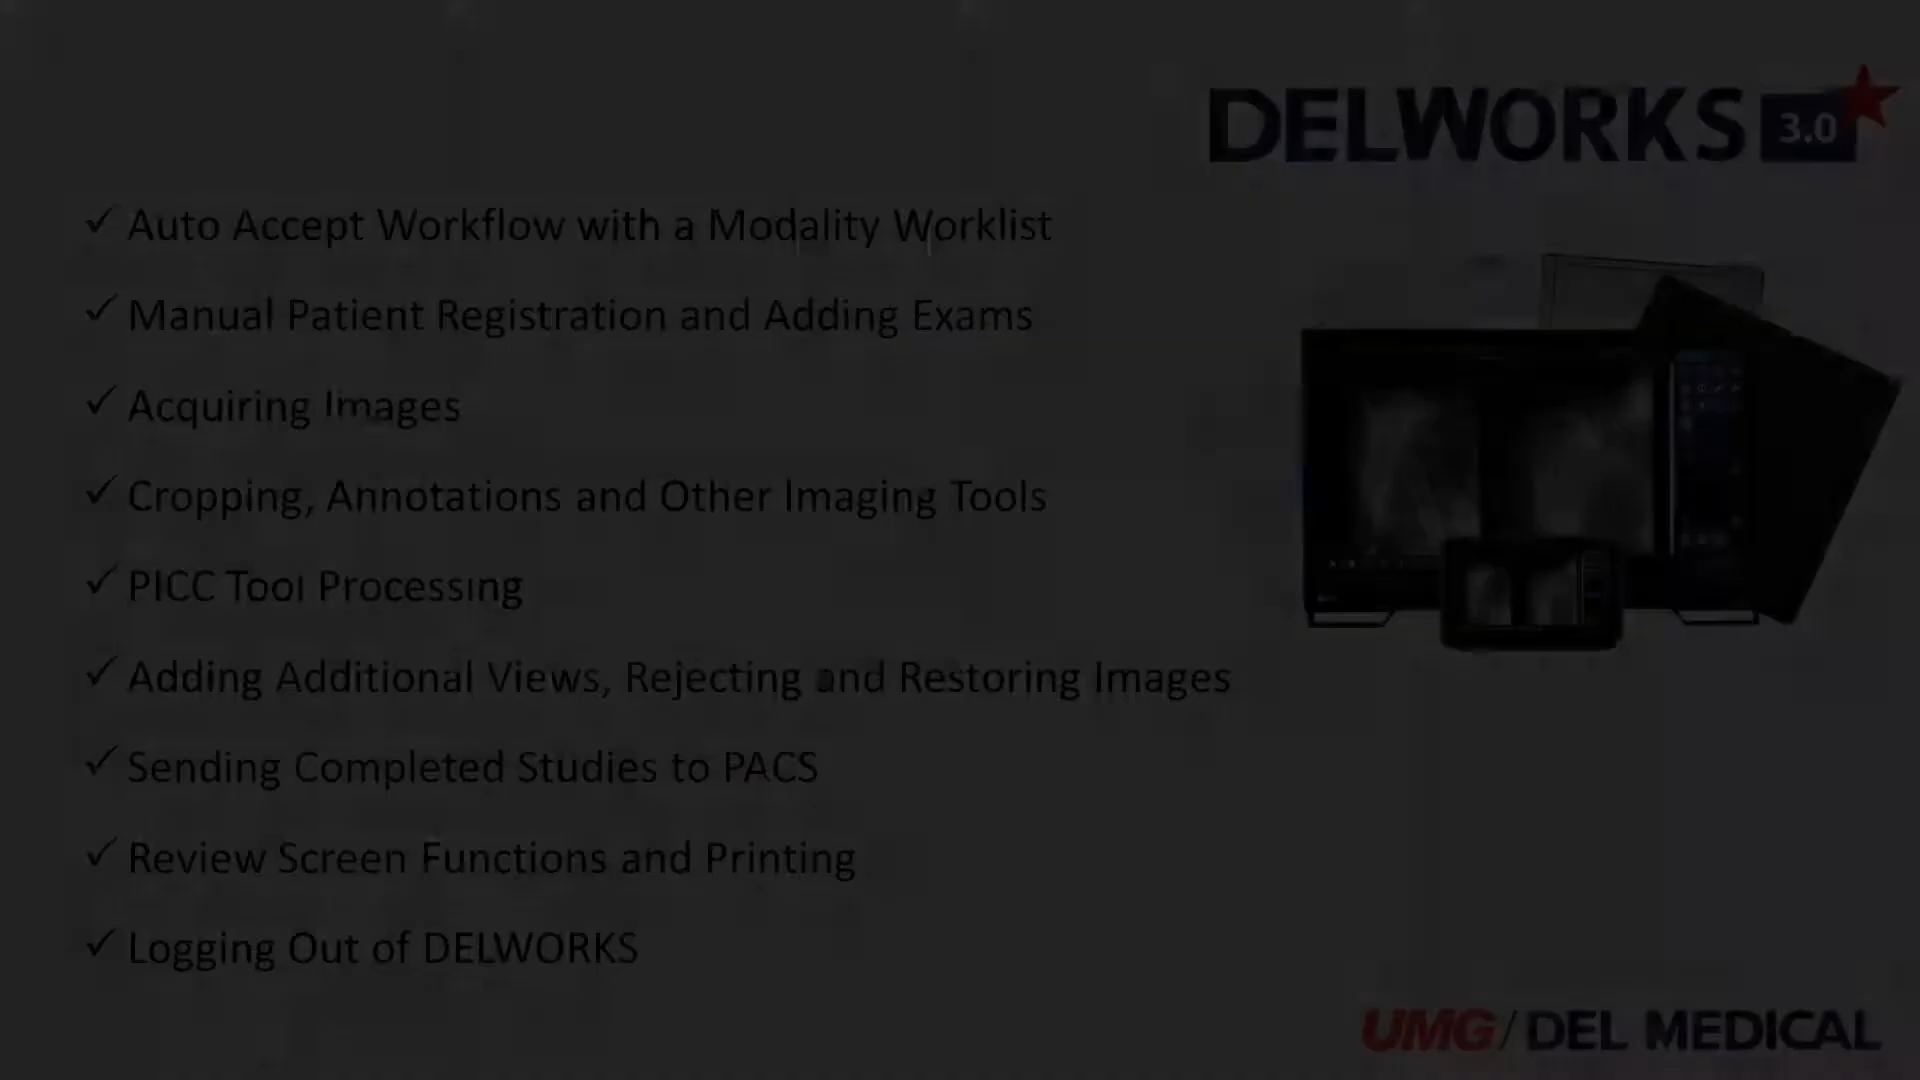 DELWORKS 3.0
✓ Auto Accept Workflow with a Modality Worklist
✓ Manual Patient Registration and Adding Exams
✓ Acquiring Images
✓ Cropping, Annotations and Other Imaging Tools
✓ PICC Tool Processing
✓ Adding Additional Views, Rejecting and Restoring Images
✓ Sending Completed Studies to PACS
✓ Review Screen Functions and Printing
✓ Logging Out of DELWORKS
UMG/DEL MEDICAL